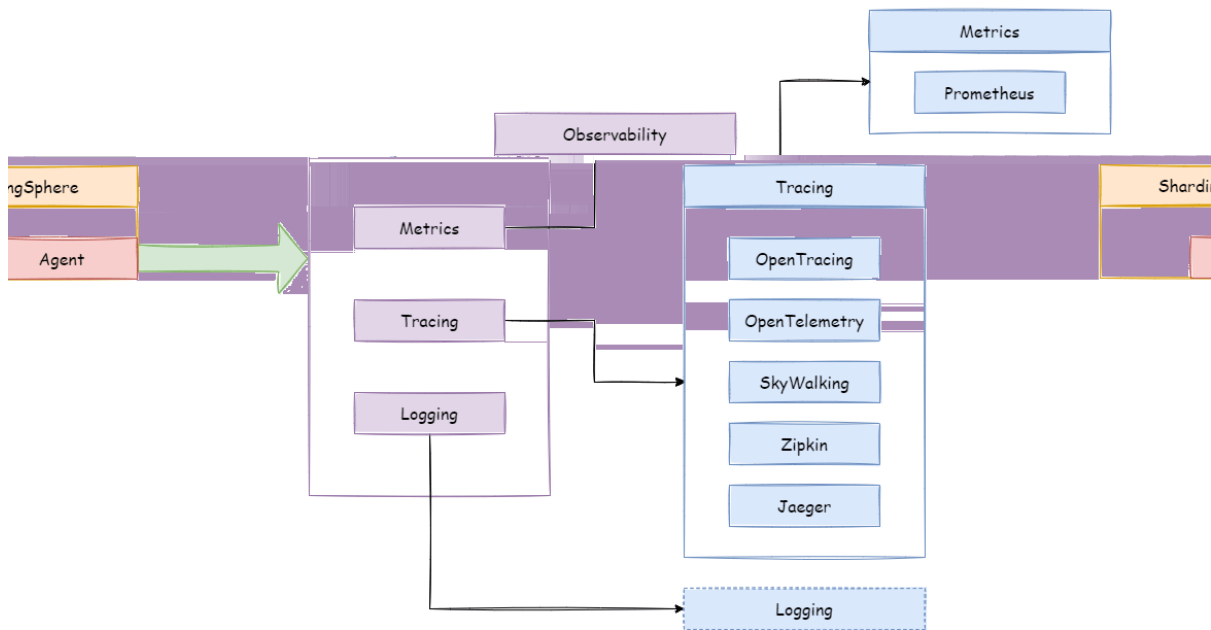 Metrics
Prometheus
Observability
ngSphere
Tracing
Shardi
Metrics
Agent
OpenTracing
Tracing
OpenTelemetry
SkyWalking
Logging
Zipkin
Jaeger
Logging